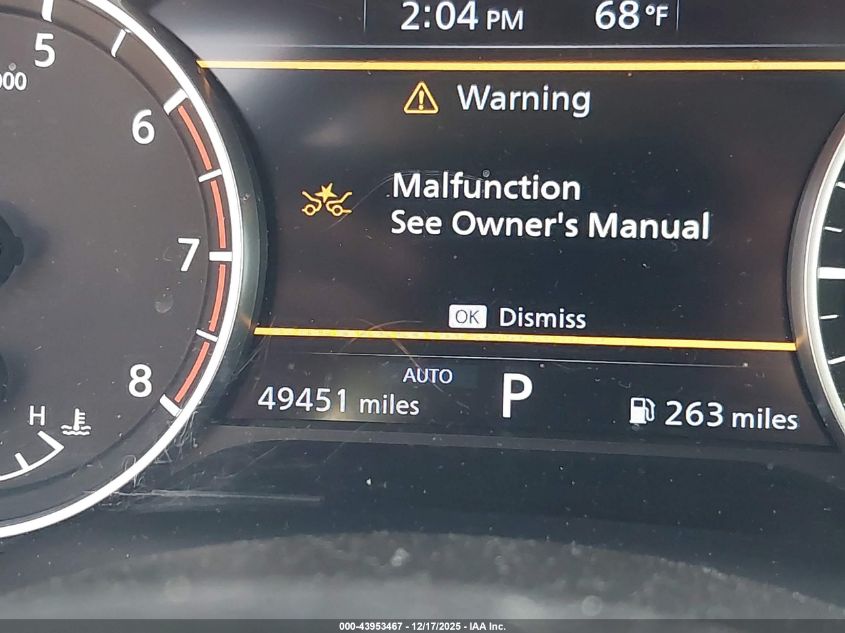 2:04 PM 68°F
5
000
6
Warning
Malfunction
See Owner's Manual
7
OK Dismiss
8
AUTO
49451 miles P 263 miles
H
000-43953467 - 12/17/2025 - IAA Inc.